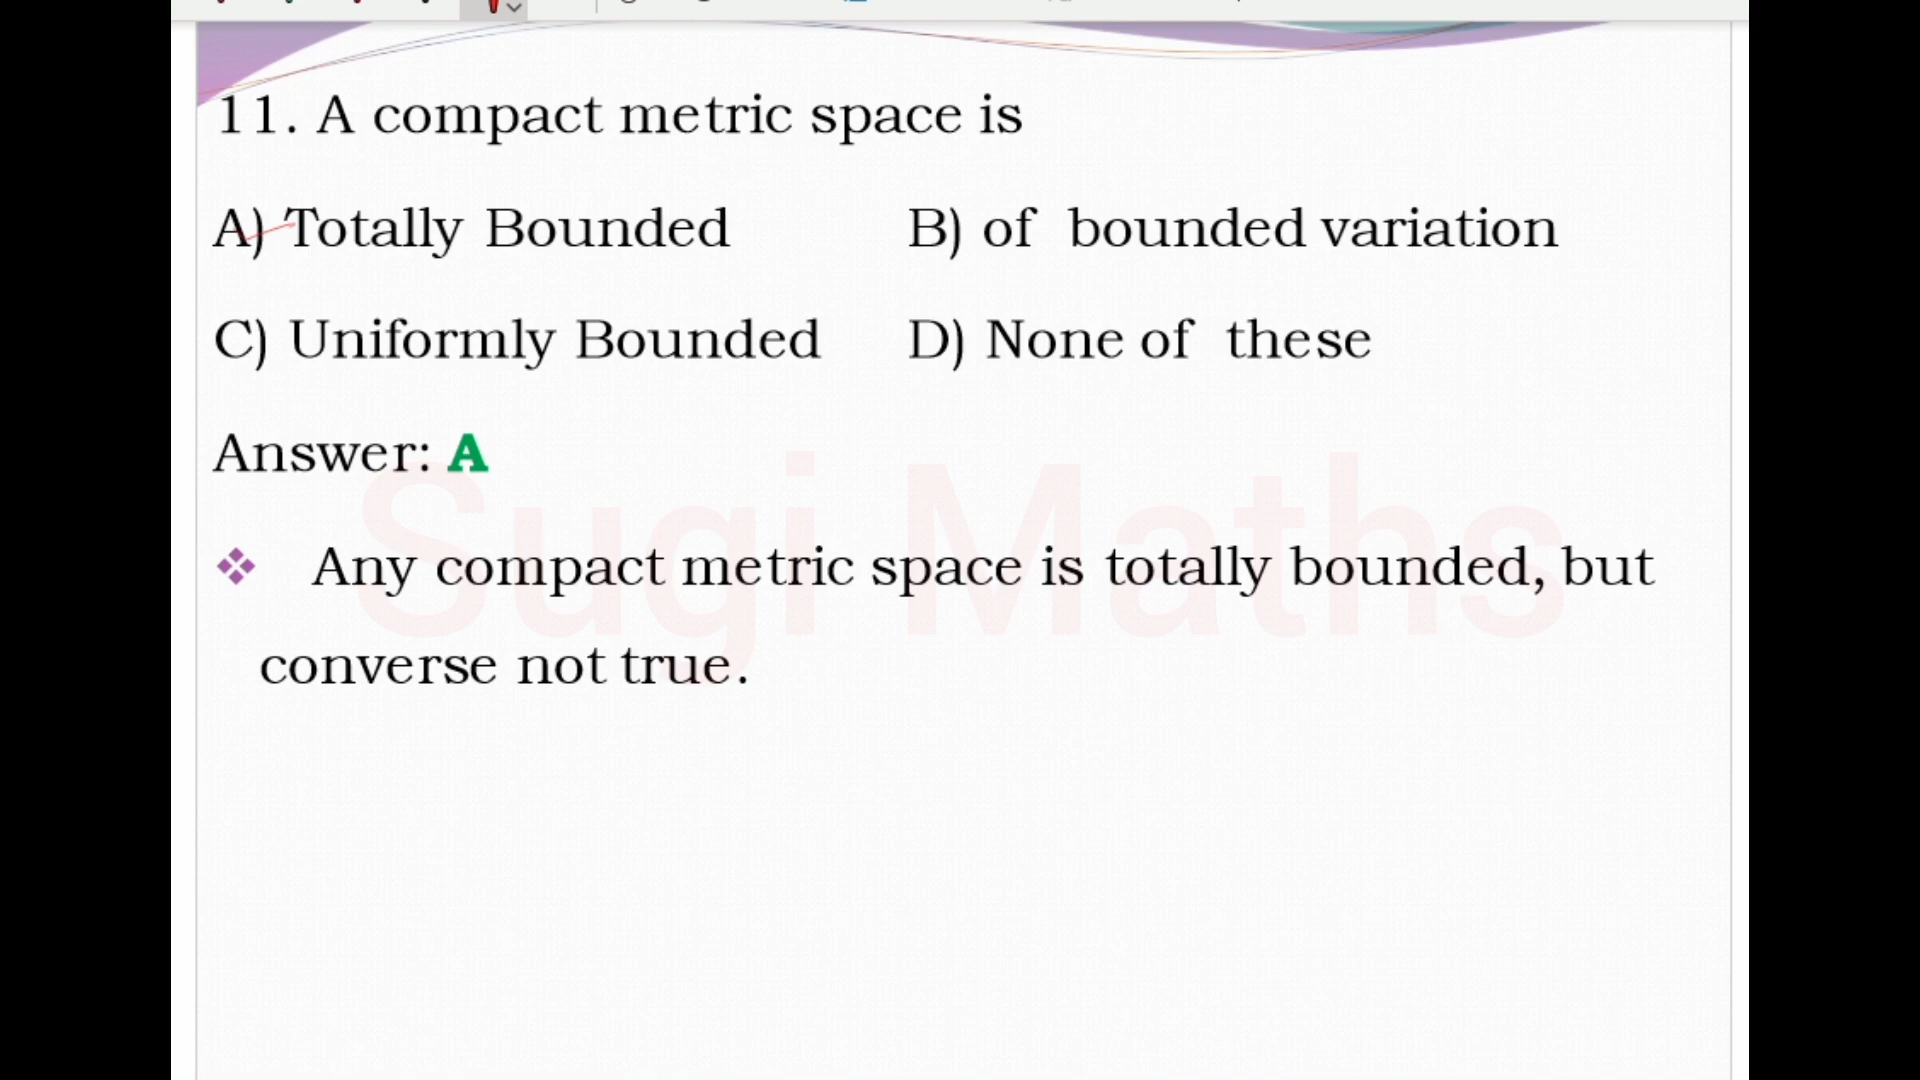 11. A compact metric space is
A) Totally Bounded B) of bounded variation
C) Uniformly Bounded D) None of these
Answer: A
Sugi Maths
Any compact metric space is totally bounded, but
converse not true.